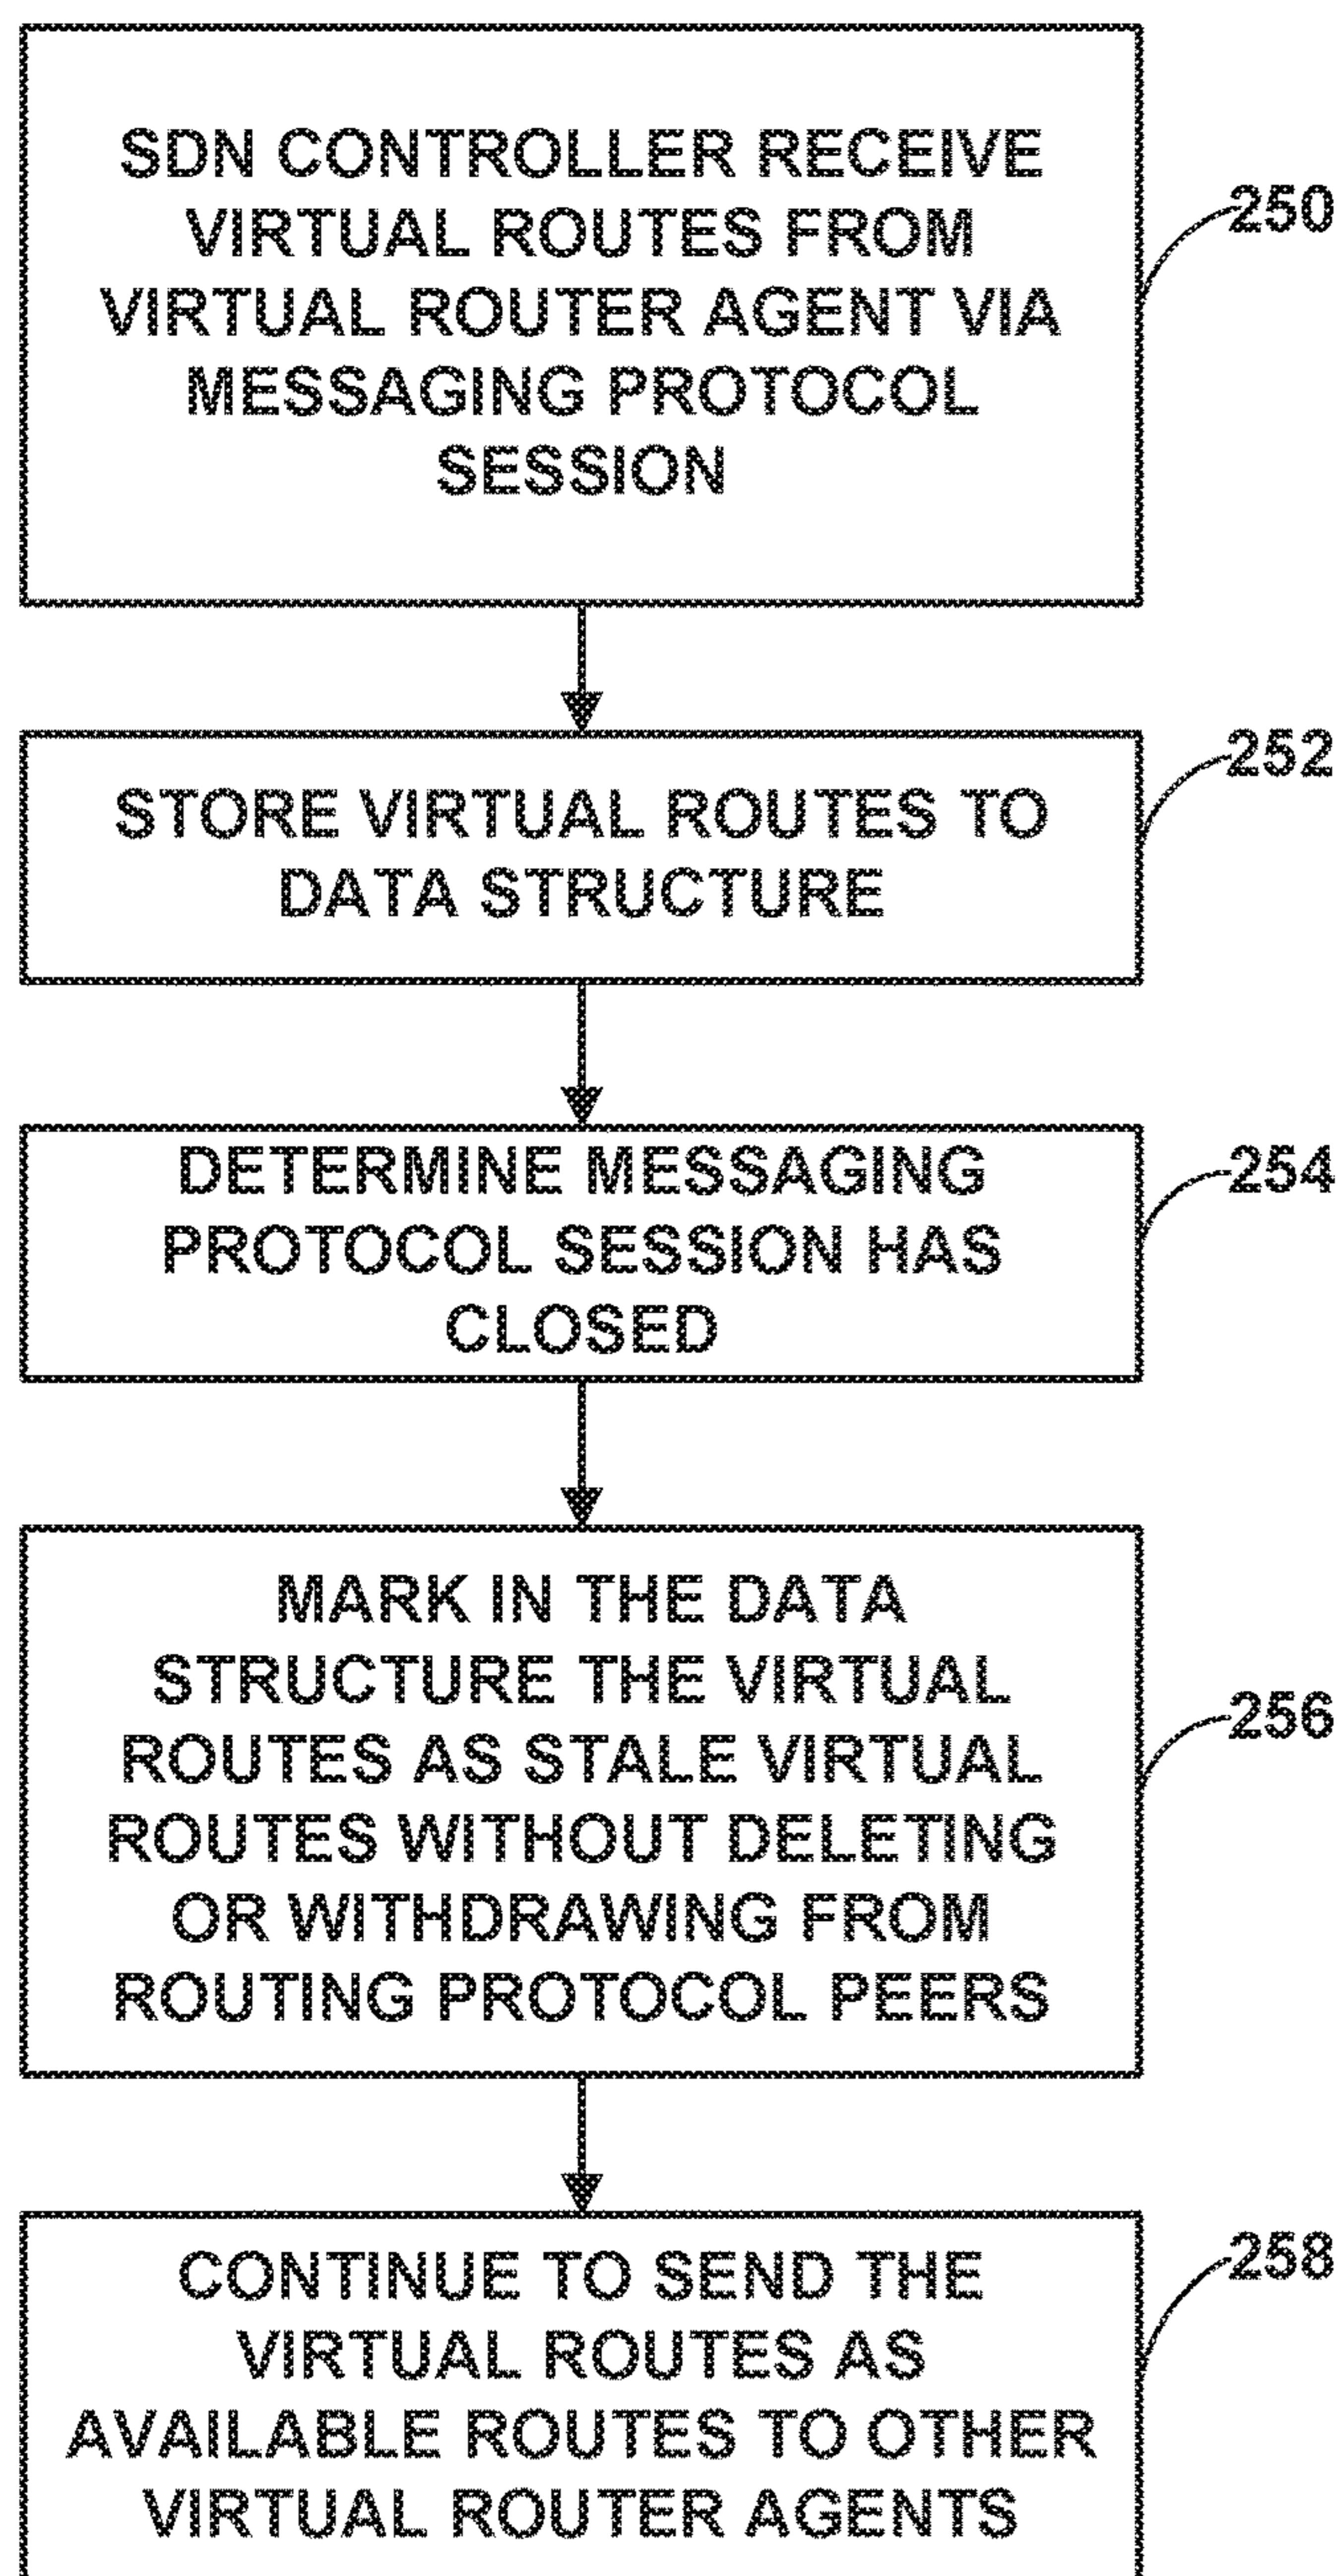 SDN CONTROLLER RECEIVE
VIRTUAL ROUTES FROM
VIRTUAL ROUTER AGENT VIA
MESSAGING PROTOCOL
SESSION
250
STORE VIRTUAL ROUTES TO
DATA STRUCTURE
252
DETERMINE MESSAGING
PROTOCOL SESSION HAS
CLOSED
254
MARK IN THE DATA
STRUCTURE THE VIRTUAL
ROUTES AS STALE VIRTUAL
ROUTES WITHOUT DELETING
OR WITHDRAWING FROM
ROUTING PROTOCOL PEERS
256
CONTINUE TO SEND THE
VIRTUAL ROUTES AS
AVAILABLE ROUTES TO OTHER
VIRTUAL ROUTER AGENTS
258